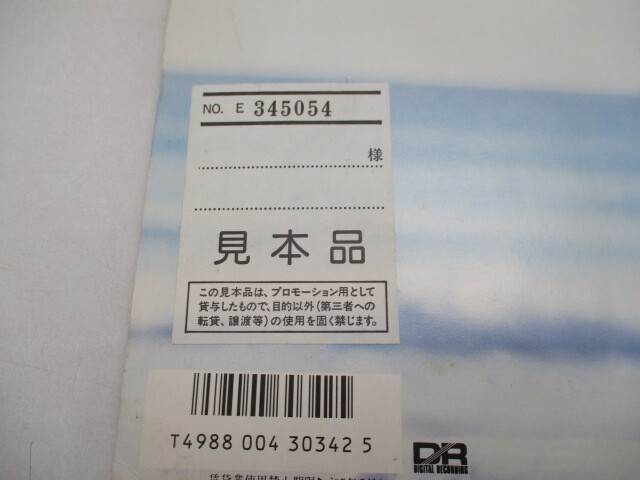 NO. E 345054
様
見本品
この見本品は、プロモーション用として
貸与したもので、目的以外(第三者への
転貸、譲渡等)の使用を固く禁じます。
T4988 004 30342 5
DR
DIGITAL RECORDING